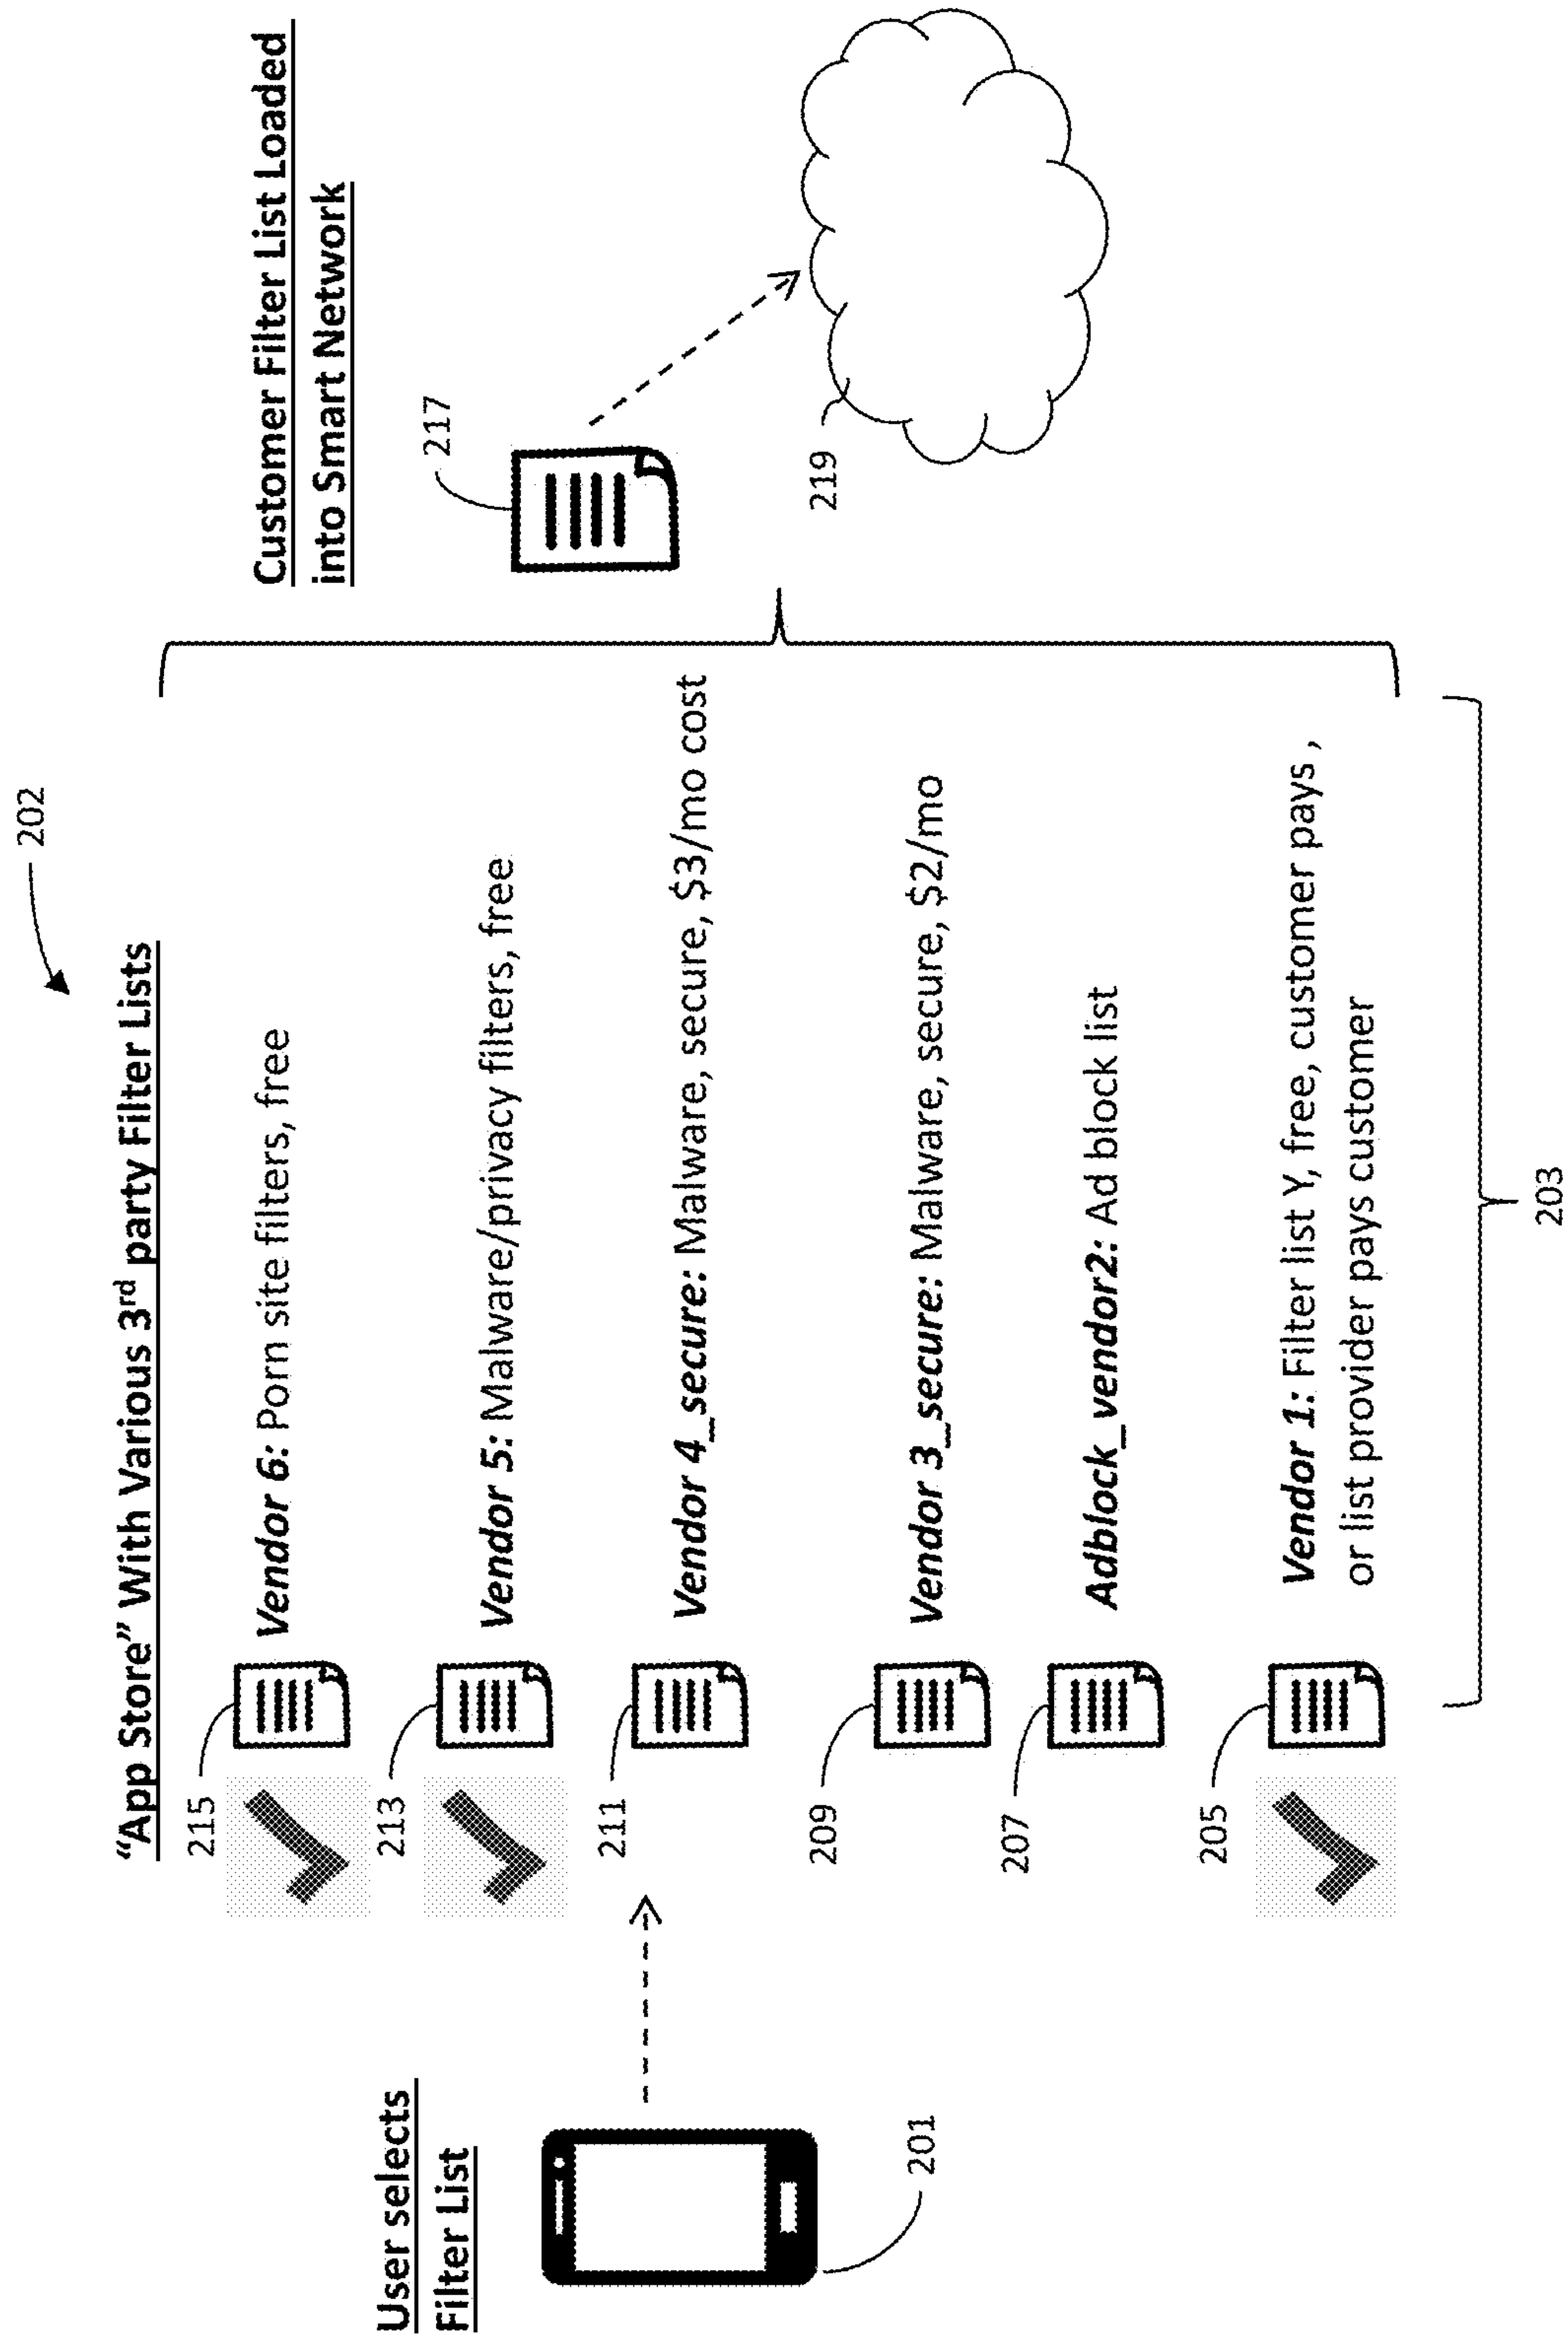 202
"App Store" With Various 3rd party Filter Lists
User selects
Filter List
201
215
Vendor 6: Porn site filters, free
213
Vendor 5: Malware/privacy filters, free
211
Vendor 4_secure: Malware, secure, $3/mo cost
209
Vendor 3_secure: Malware, secure, $2/mo
207
Adblock_vendor2: Ad block list
205
Vendor 1: Filter list Y, free, customer pays ,
or list provider pays customer
203
Customer Filter List Loaded
into Smart Network
217
219